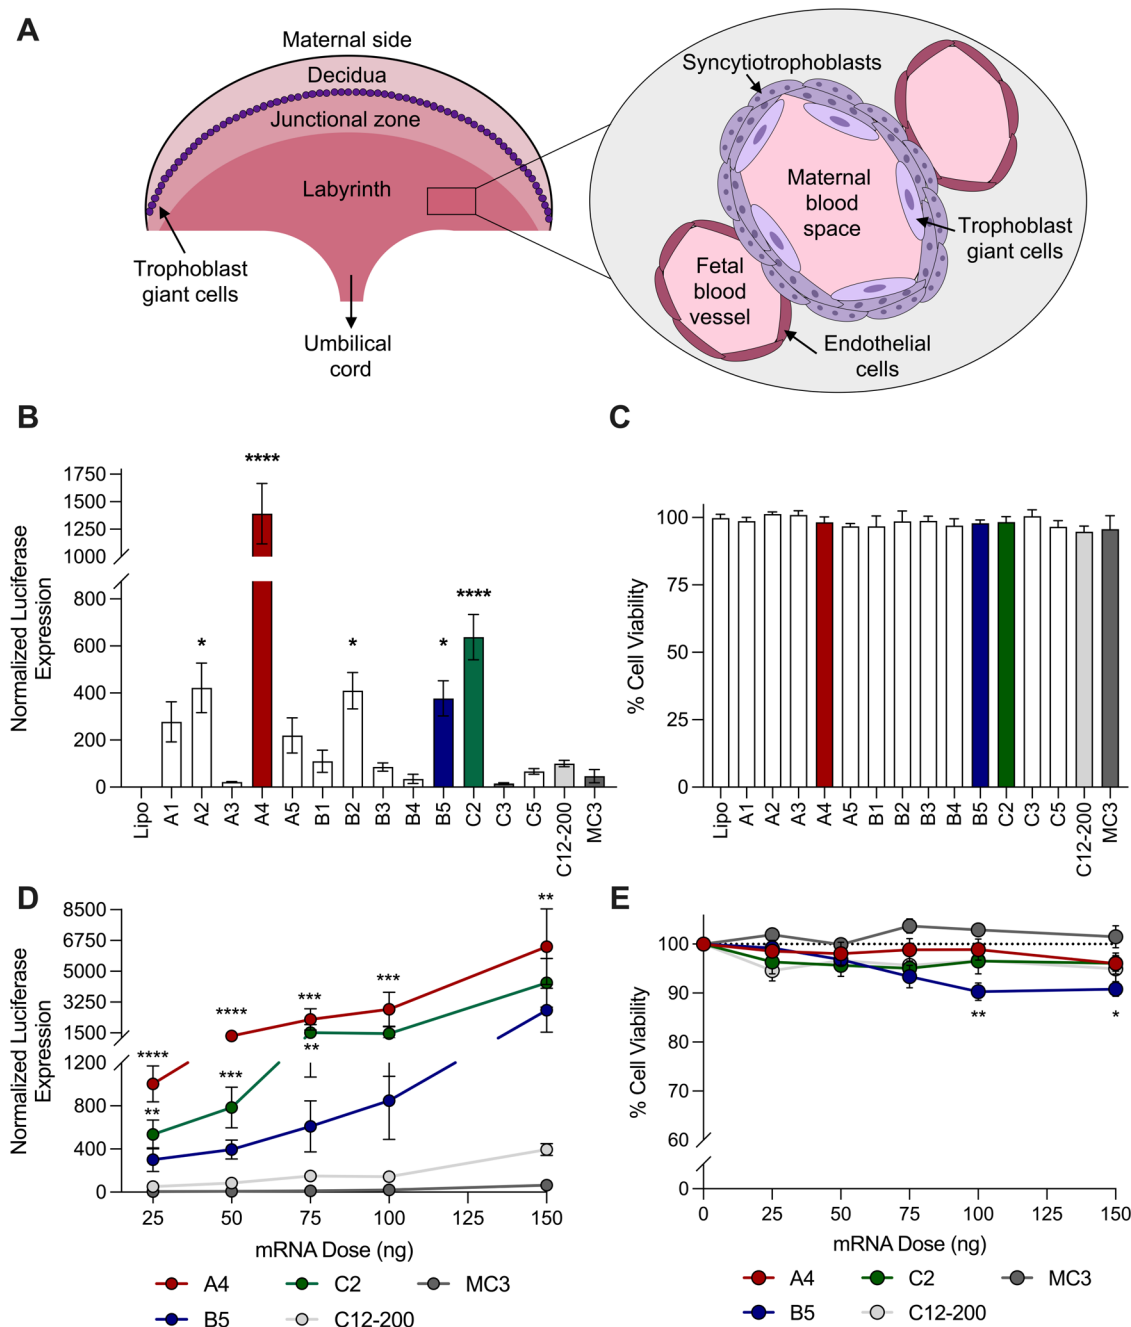 A
Maternal side
Decidua
Junctional zone
Labyrinth
Trophoblast
giant cells
Umbilical
cord
Syncytiotrophoblasts
Maternal
blood
space
Trophoblast
giant cells
Fetal
blood
vessel
Endothelial
cells
B
Normalized Luciferase
Expression
1750
1500
1250
1000
800
600
400
200
0
*
****
*
*
****
Lipo
A1
A2
A3
A4
A5
B1
B2
B3
B4
B5
C2
C3
C5
C12-200
MC3
C
% Cell Viability
100
75
50
25
0
Lipo
A1
A2
A3
A4
A5
B1
B2
B3
B4
B5
C2
C3
C5
C12-200
MC3
D
Normalized Luciferase
Expression
8500
6750
5000
3250
1500
1200
800
400
0
****
**
****
***
***
**
***
**
25 50 75 100 125 150
mRNA Dose (ng)
A4 C2 MC3
B5 C12-200
E
% Cell Viability
100
90
80
70
60
0
**
*
0 25 50 75 100 125 150
mRNA Dose (ng)
A4 C2 MC3
B5 C12-200